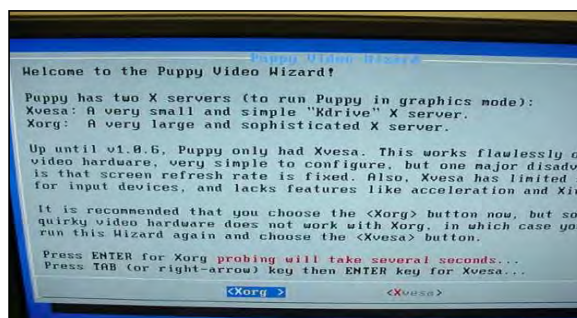 Puppy Video Wizard
Welcome to the Puppy Video Wizard!
Puppy has two X servers (to run Puppy in graphics mode):
Xvesa: A very small and simple "Kdrive" X server.
Xorg: A very large and sophisticated X server.
Up until v1.0.6, Puppy only had Xvesa. This works flawlessly o
video hardware, very simple to configure, but one major disadv
is that screen refresh rate is fixed. Also, Xvesa has limited
for input devices, and lacks features like acceleration and Xi
It is recommended that you choose the <Xorg> button now, but so
quirky video hardware does not work with Xorg, in which case yo
run this Wizard again and choose the <Xvesa> button.
Press ENTER for Xorg probing will take several seconds...
Press TAB (or right-arrow) key then ENTER key for Xvesa...
<Xorg > <Xvesa>